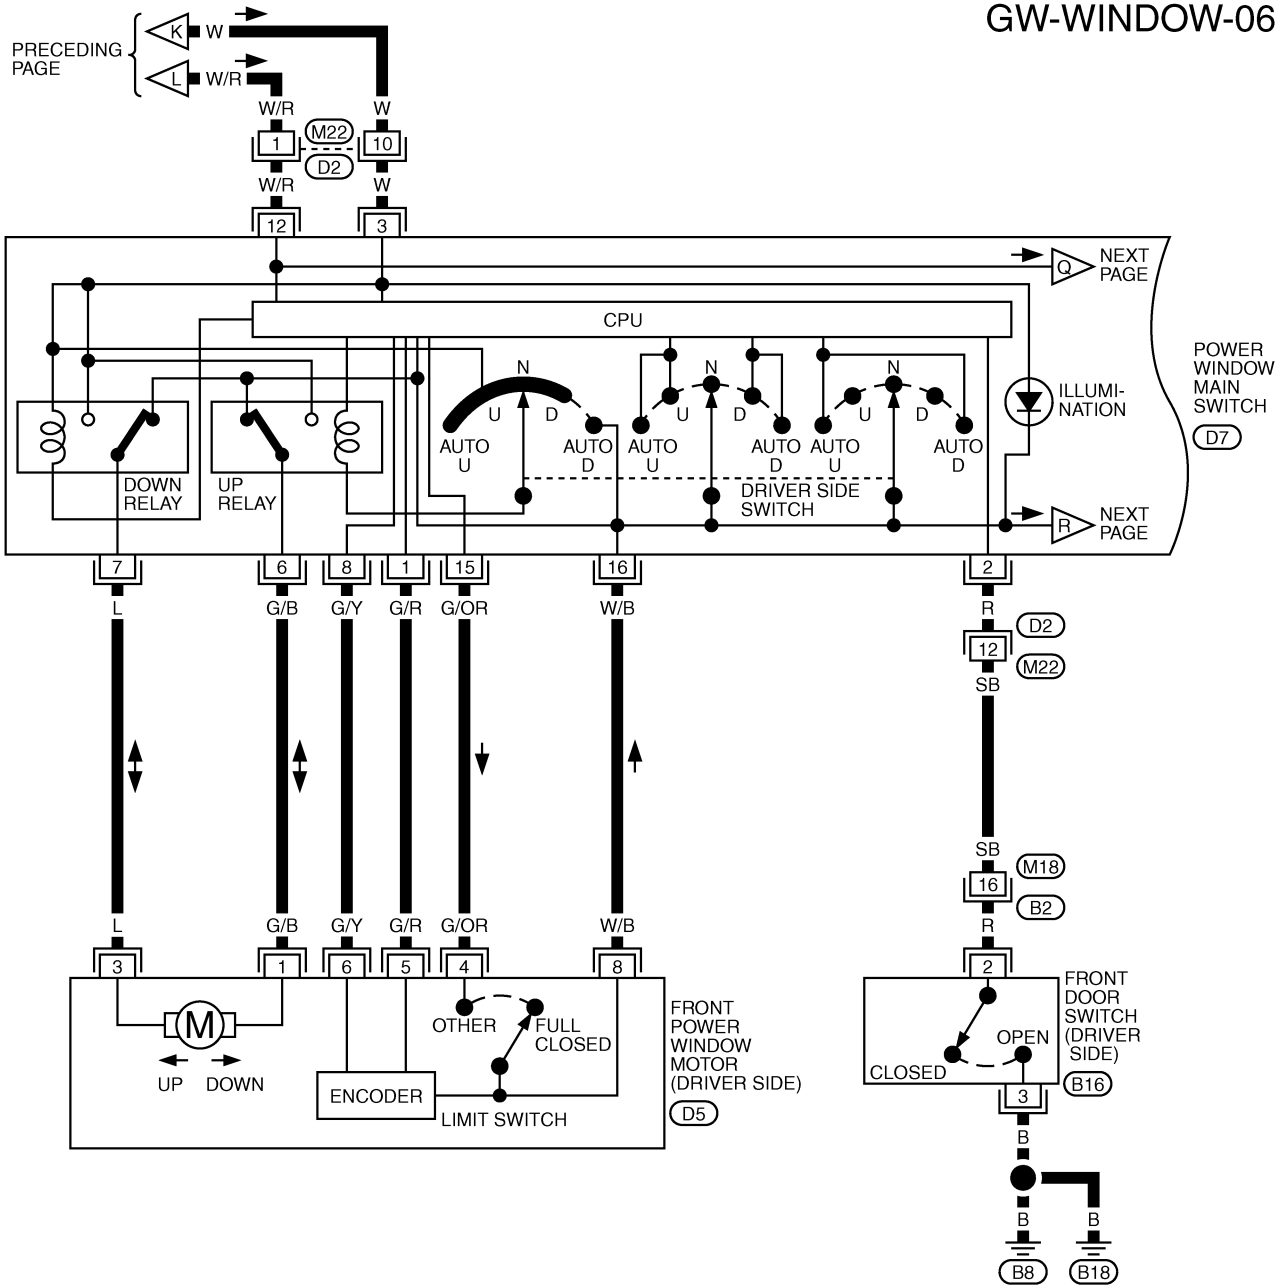 GW-WINDOW-06
PRECEDING
PAGE
K W
L W/R
W/R W
1 M22 10
D2
W/R W
12 3
Q NEXT
PAGE
CPU
N N N
U D U D U D
AUTO AUTO AUTO AUTO AUTO AUTO
U D U D U D
ILLUMI-
NATION
POWER
WINDOW
MAIN
SWITCH
D7
DOWN
RELAY
UP
RELAY
DRIVER SIDE
SWITCH
R NEXT
PAGE
7 6 8 1 15 16 2
L G/B G/Y G/R G/OR W/B R
D2
12
M22
SB
SB
M18
16
B2
L G/B G/Y G/R G/OR W/B R
3 1 6 5 4 8 2
M
UP DOWN
OTHER FULL
CLOSED
ENCODER
LIMIT SWITCH
FRONT
POWER
WINDOW
MOTOR
(DRIVER SIDE)
D5
FRONT
DOOR
SWITCH
(DRIVER
SIDE)
B16
OPEN
CLOSED
3
B
B B
B8 B18